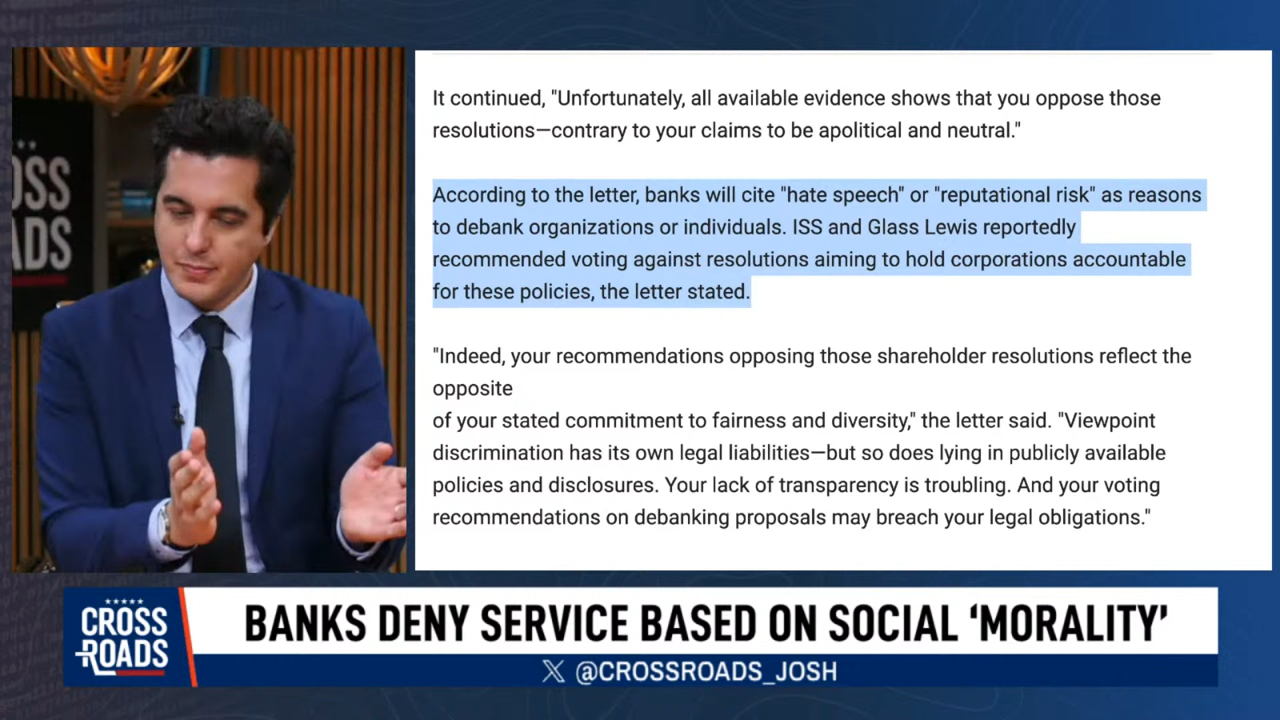 OSS
ADS
It continued, "Unfortunately, all available evidence shows that you oppose those
resolutions—contrary to your claims to be apolitical and neutral."
According to the letter, banks will cite "hate speech" or "reputational risk" as reasons
to debank organizations or individuals. ISS and Glass Lewis reportedly
recommended voting against resolutions aiming to hold corporations accountable
for these policies, the letter stated.
"Indeed, your recommendations opposing those shareholder resolutions reflect the
opposite
of your stated commitment to fairness and diversity," the letter said. "Viewpoint
discrimination has its own legal liabilities—but so does lying in publicly available
policies and disclosures. Your lack of transparency is troubling. And your voting
recommendations on debanking proposals may breach your legal obligations."
CROSS
ROADS
BANKS DENY SERVICE BASED ON SOCIAL ‘MORALITY’
X @CROSSROADS_JOSH